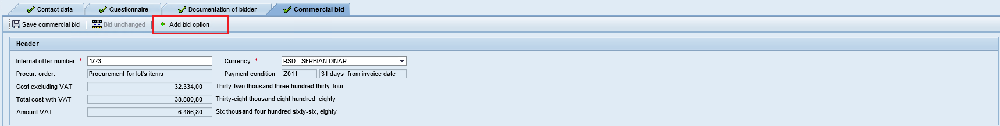 Contact data Questionnaire Documentation of bidder Commercial bid
Save commercial bid Bid unchanged Add bid option
Header
Internal offer number: * 1/23 Currency: * RSD - SERBIAN DINAR
Procur. order: Procurement for lot's items Payment condition: Z011 31 days from invoice date
Cost excluding VAT: 32.334,00 Thirty-two thousand three hundred thirty-four
Total cost wth VAT: 38.800,80 Thirty-eight thousand eight hundred, eighty
Amount VAT: 6.466,80 Six thousand four hundred sixty-six, eighty